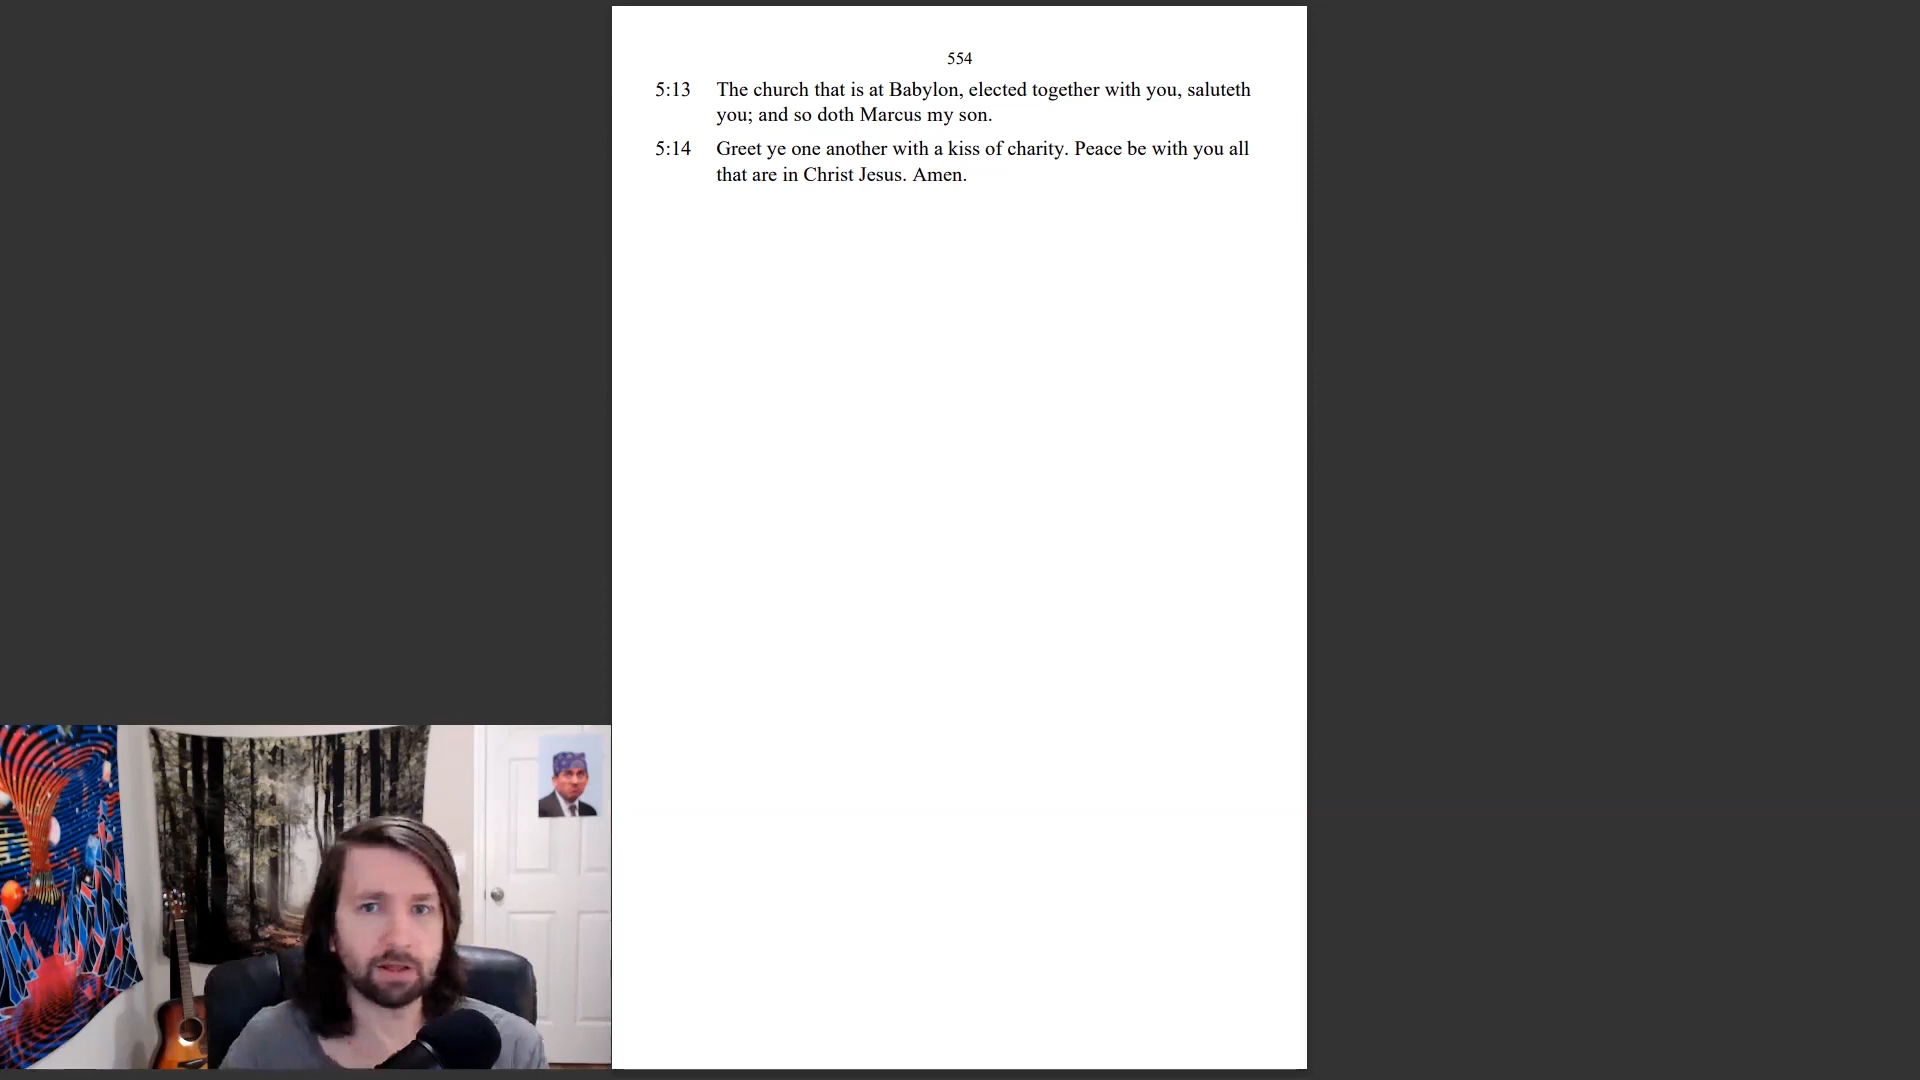 554
5:13 The church that is at Babylon, elected together with you, saluteth
you; and so doth Marcus my son.
5:14 Greet ye one another with a kiss of charity. Peace be with you all
that are in Christ Jesus. Amen.